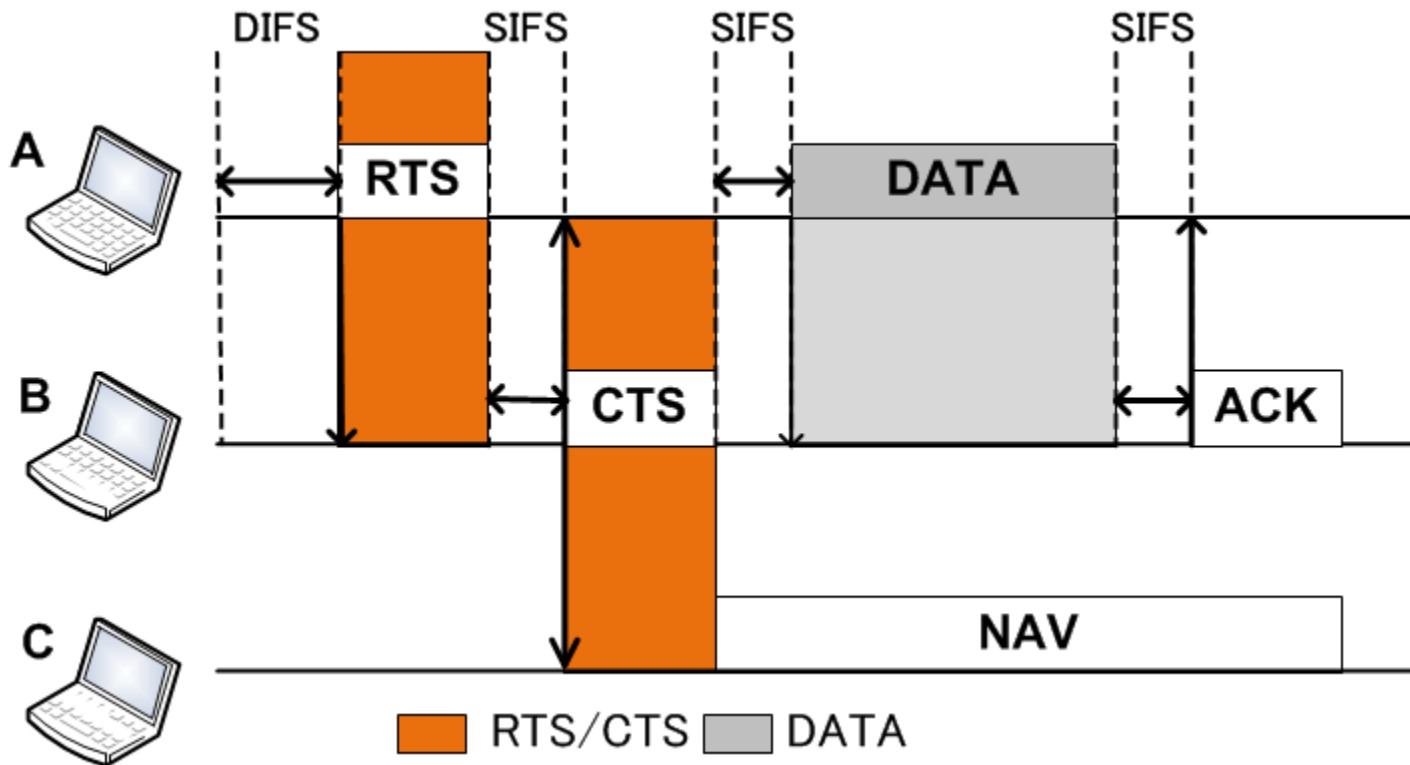 DIFS SIFS SIFS SIFS
A RTS DATA
B CTS ACK
C NAV
RTS/CTS DATA